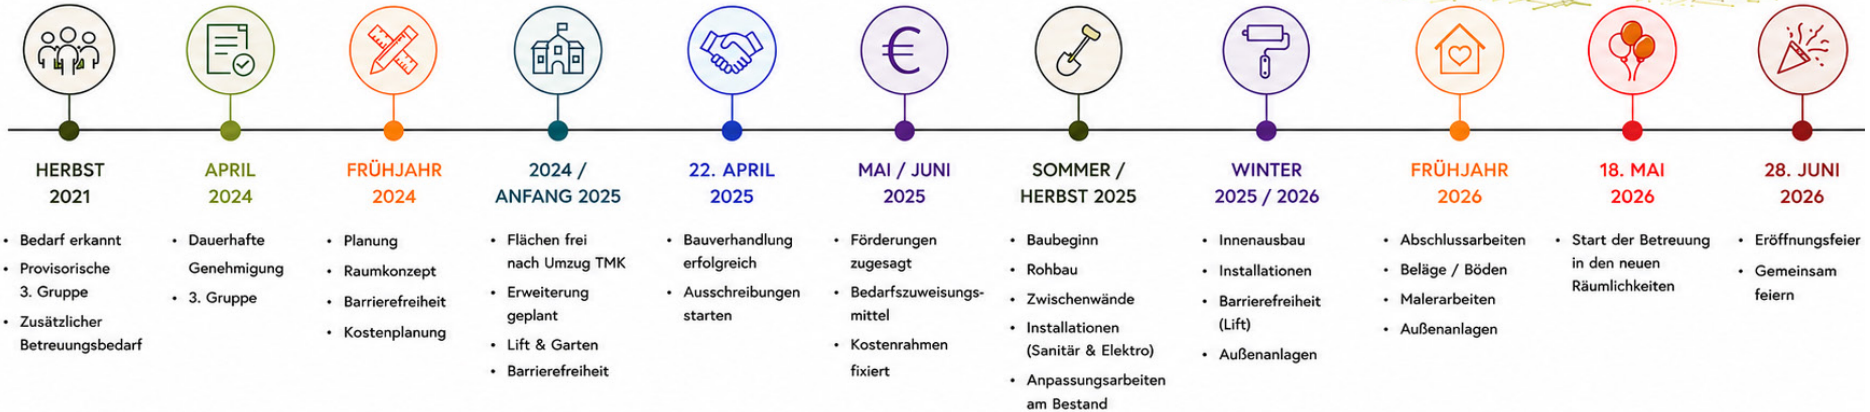 HERBST
2021
• Bedarf erkannt
• Provisorische
3. Gruppe
• Zusätzlicher
Betreuungsbedarf
APRIL
2024
• Dauerhafte
Genehmigung
• 3. Gruppe
FRÜHJAHR
2024
• Planung
• Raumkonzept
• Barrierefreiheit
• Kostenplanung
2024 /
ANFANG 2025
• Flächen frei
nach Umzug TMK
• Erweiterung
geplant
• Lift & Garten
• Barrierefreiheit
22. APRIL
2025
• Bauverhandlung
erfolgreich
• Ausschreibungen
starten
€
MAI / JUNI
2025
• Förderungen
zugesagt
• Bedarfszuweisungs-
mittel
• Kostenrahmen
fixiert
SOMMER /
HERBST 2025
• Baubeginn
• Rohbau
• Zwischenwände
• Installationen
(Sanitär & Elektro)
• Anpassungsarbeiten
am Bestand
WINTER
2025 / 2026
• Innenausbau
• Installationen
• Barrierefreiheit
(Lift)
• Außenanlagen
FRÜHJAHR
2026
• Abschlussarbeiten
• Beläge / Böden
• Malerarbeiten
• Außenanlagen
18. MAI
2026
• Start der Betreuung
in den neuen
Räumlichkeiten
28. JUNI
2026
• Eröffnungsfeier
• Gemeinsam
feiern